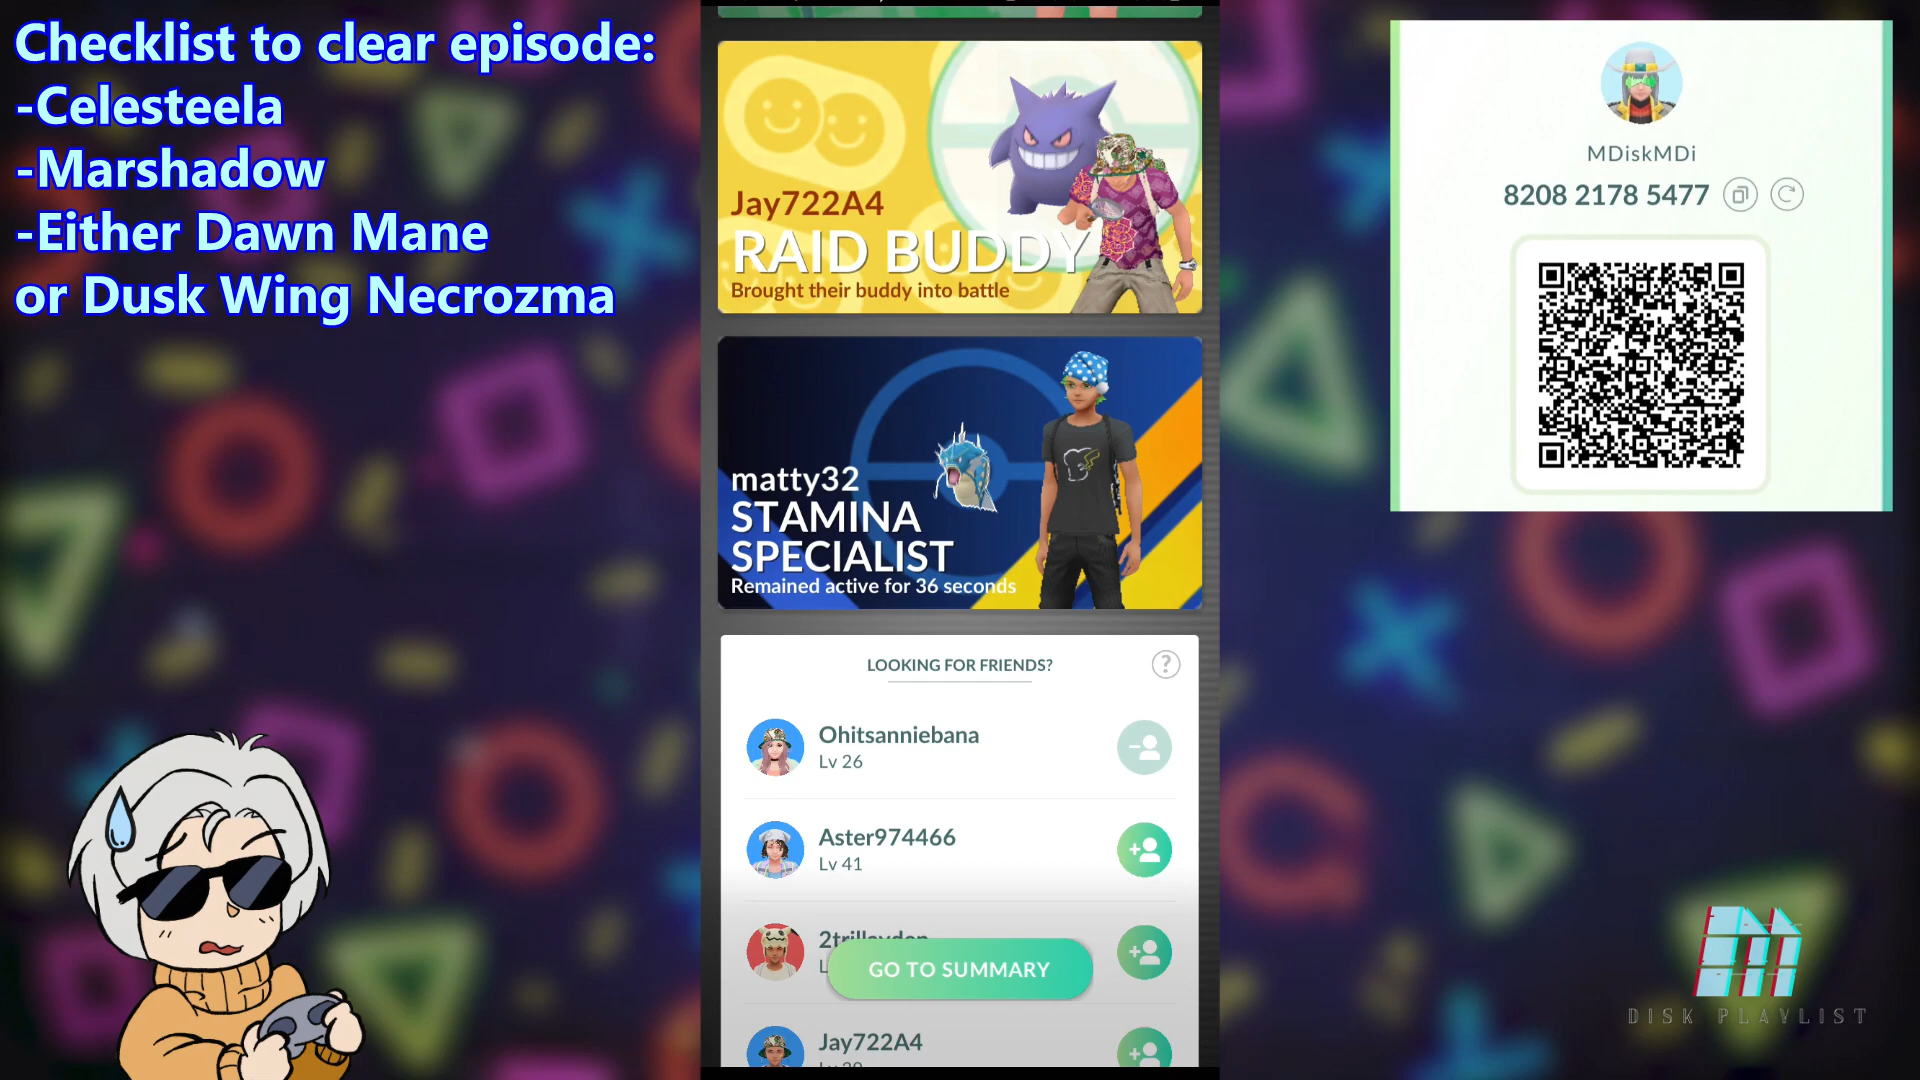 Checklist to clear episode:
-Celesteela
-Marshadow
-Either Dawn Mane
or Dusk Wing Necrozma
Jay722A4
RAID BUDDY
Brought their buddy into battle
matty32
STAMINA
SPECIALIST
Remained active for 36 seconds
LOOKING FOR FRIENDS?
?
Ohitsanniebana
Lv 26
Aster974466
Lv 41
GO TO SUMMARY
Jay722A4
MDiskMDi
8208 2178 5477
DISK PLAYLIST